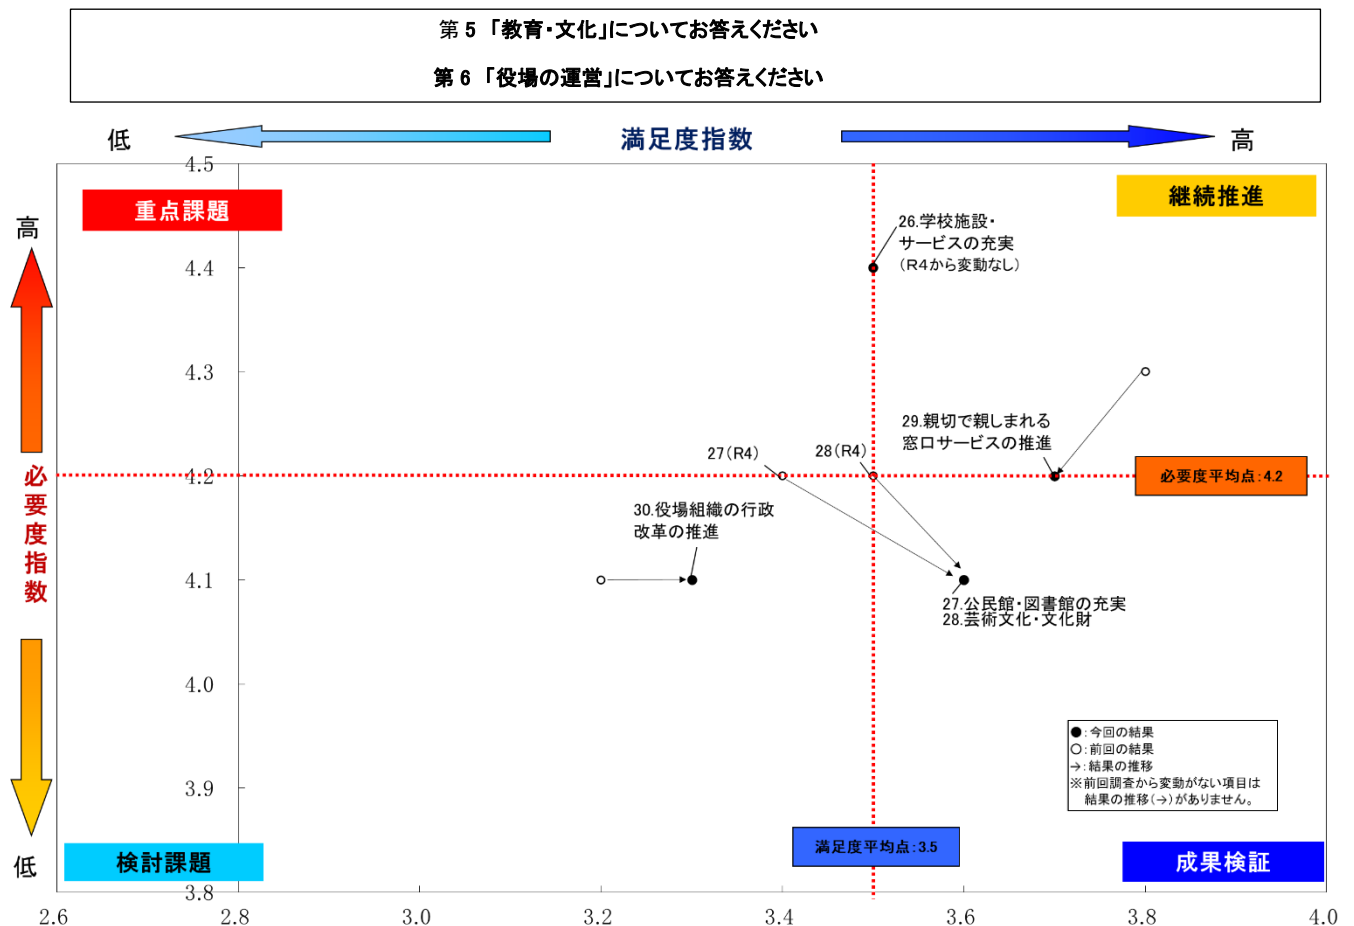 第5 「教育・文化」についてお答えください
第6 「役場の運営」についてお答えください
低
満足度指数
高
4.5
重点課題
継続推進
高
26.学校施設・
サービスの充実
(R4から変動なし)
4.4
4.3
29.親切で親しまれる
窓口サービスの推進
27(R4)
28(R4)
4.2
必要度平均点:4.2
必要度指数
30.役場組織の行政
改革の推進
4.1
27.公民館・図書館の充実
28.芸術文化・文化財
4.0
●:今回の結果
○:前回の結果
→:結果の推移
※前回調査から変動がない項目は
結果の推移(→)がありません。
3.9
満足度平均点:3.5
低
検討課題
成果検証
3.8
2.6
2.8
3.0
3.2
3.4
3.6
3.8
4.0